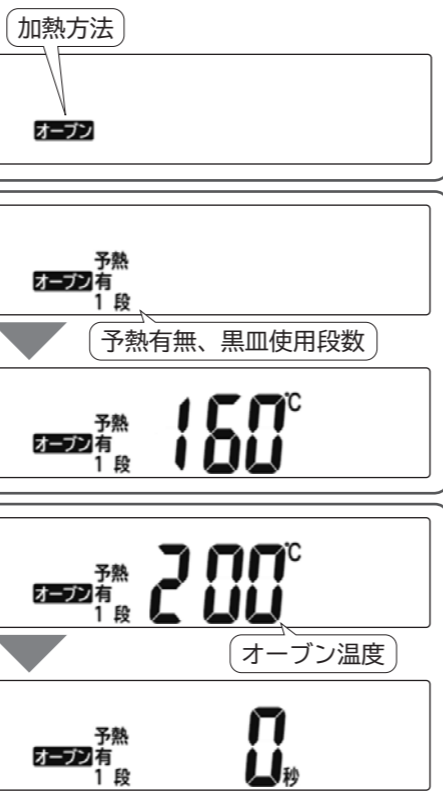 加熱方法
オーブン
予熱
オーブン 有
1 段
予熱有無、黒皿使用段数
予熱
オーブン 有
1 段
160℃
予熱
オーブン 有
1 段
200℃
オーブン温度
予熱
オーブン 有
1 段
0秒